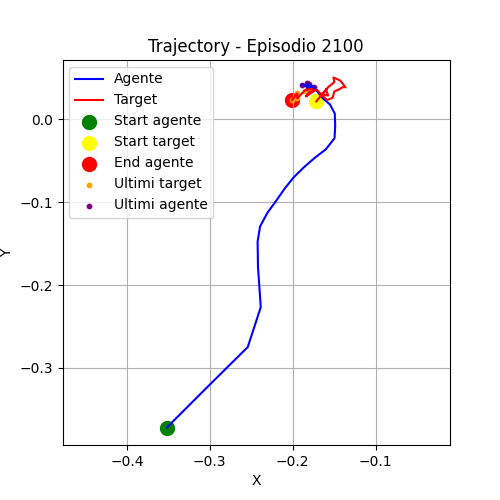 Trajectory - Episodio 2100
Agente
Target
Start agente
Start target
End agente
Ultimi target
Ultimi agente
0.0
−0.1
−0.2
−0.3
Y
−0.4
−0.3
−0.2
−0.1
X